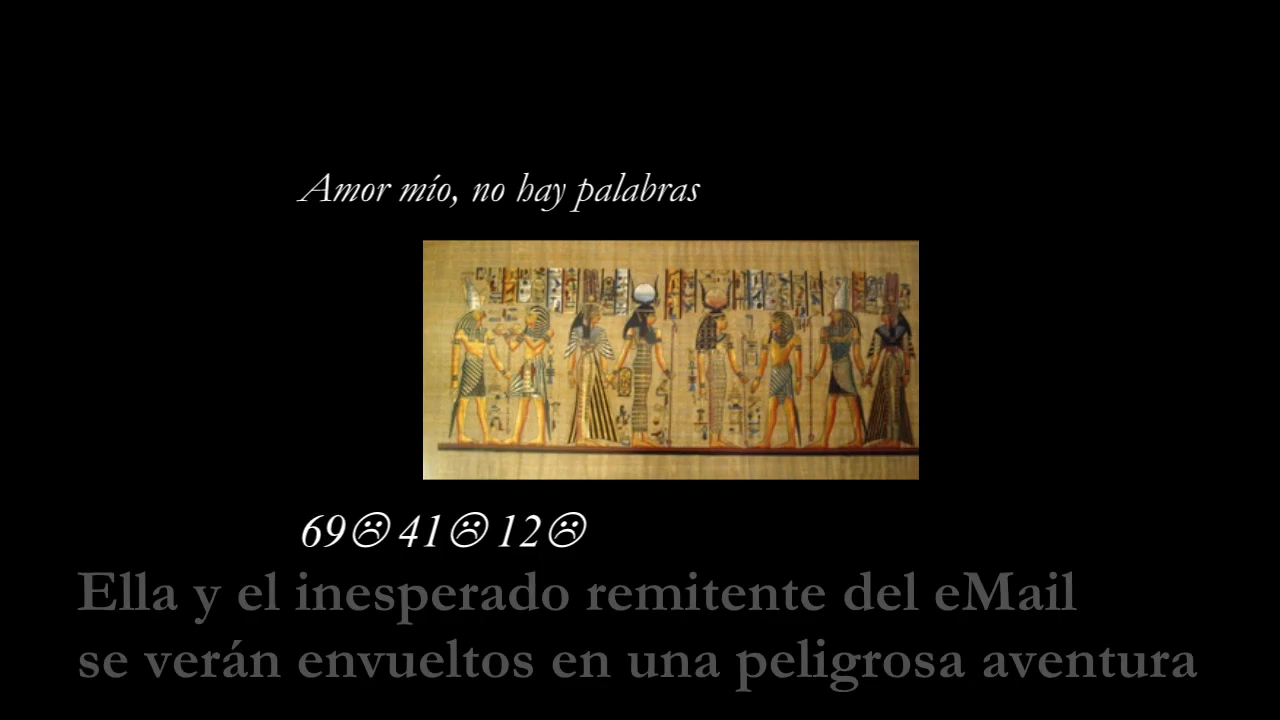 Amor mío, no hay palabras
69☹ 41☹ 12☹
Ella y el inesperado remitente del eMail
se verán envueltos en una peligrosa aventura